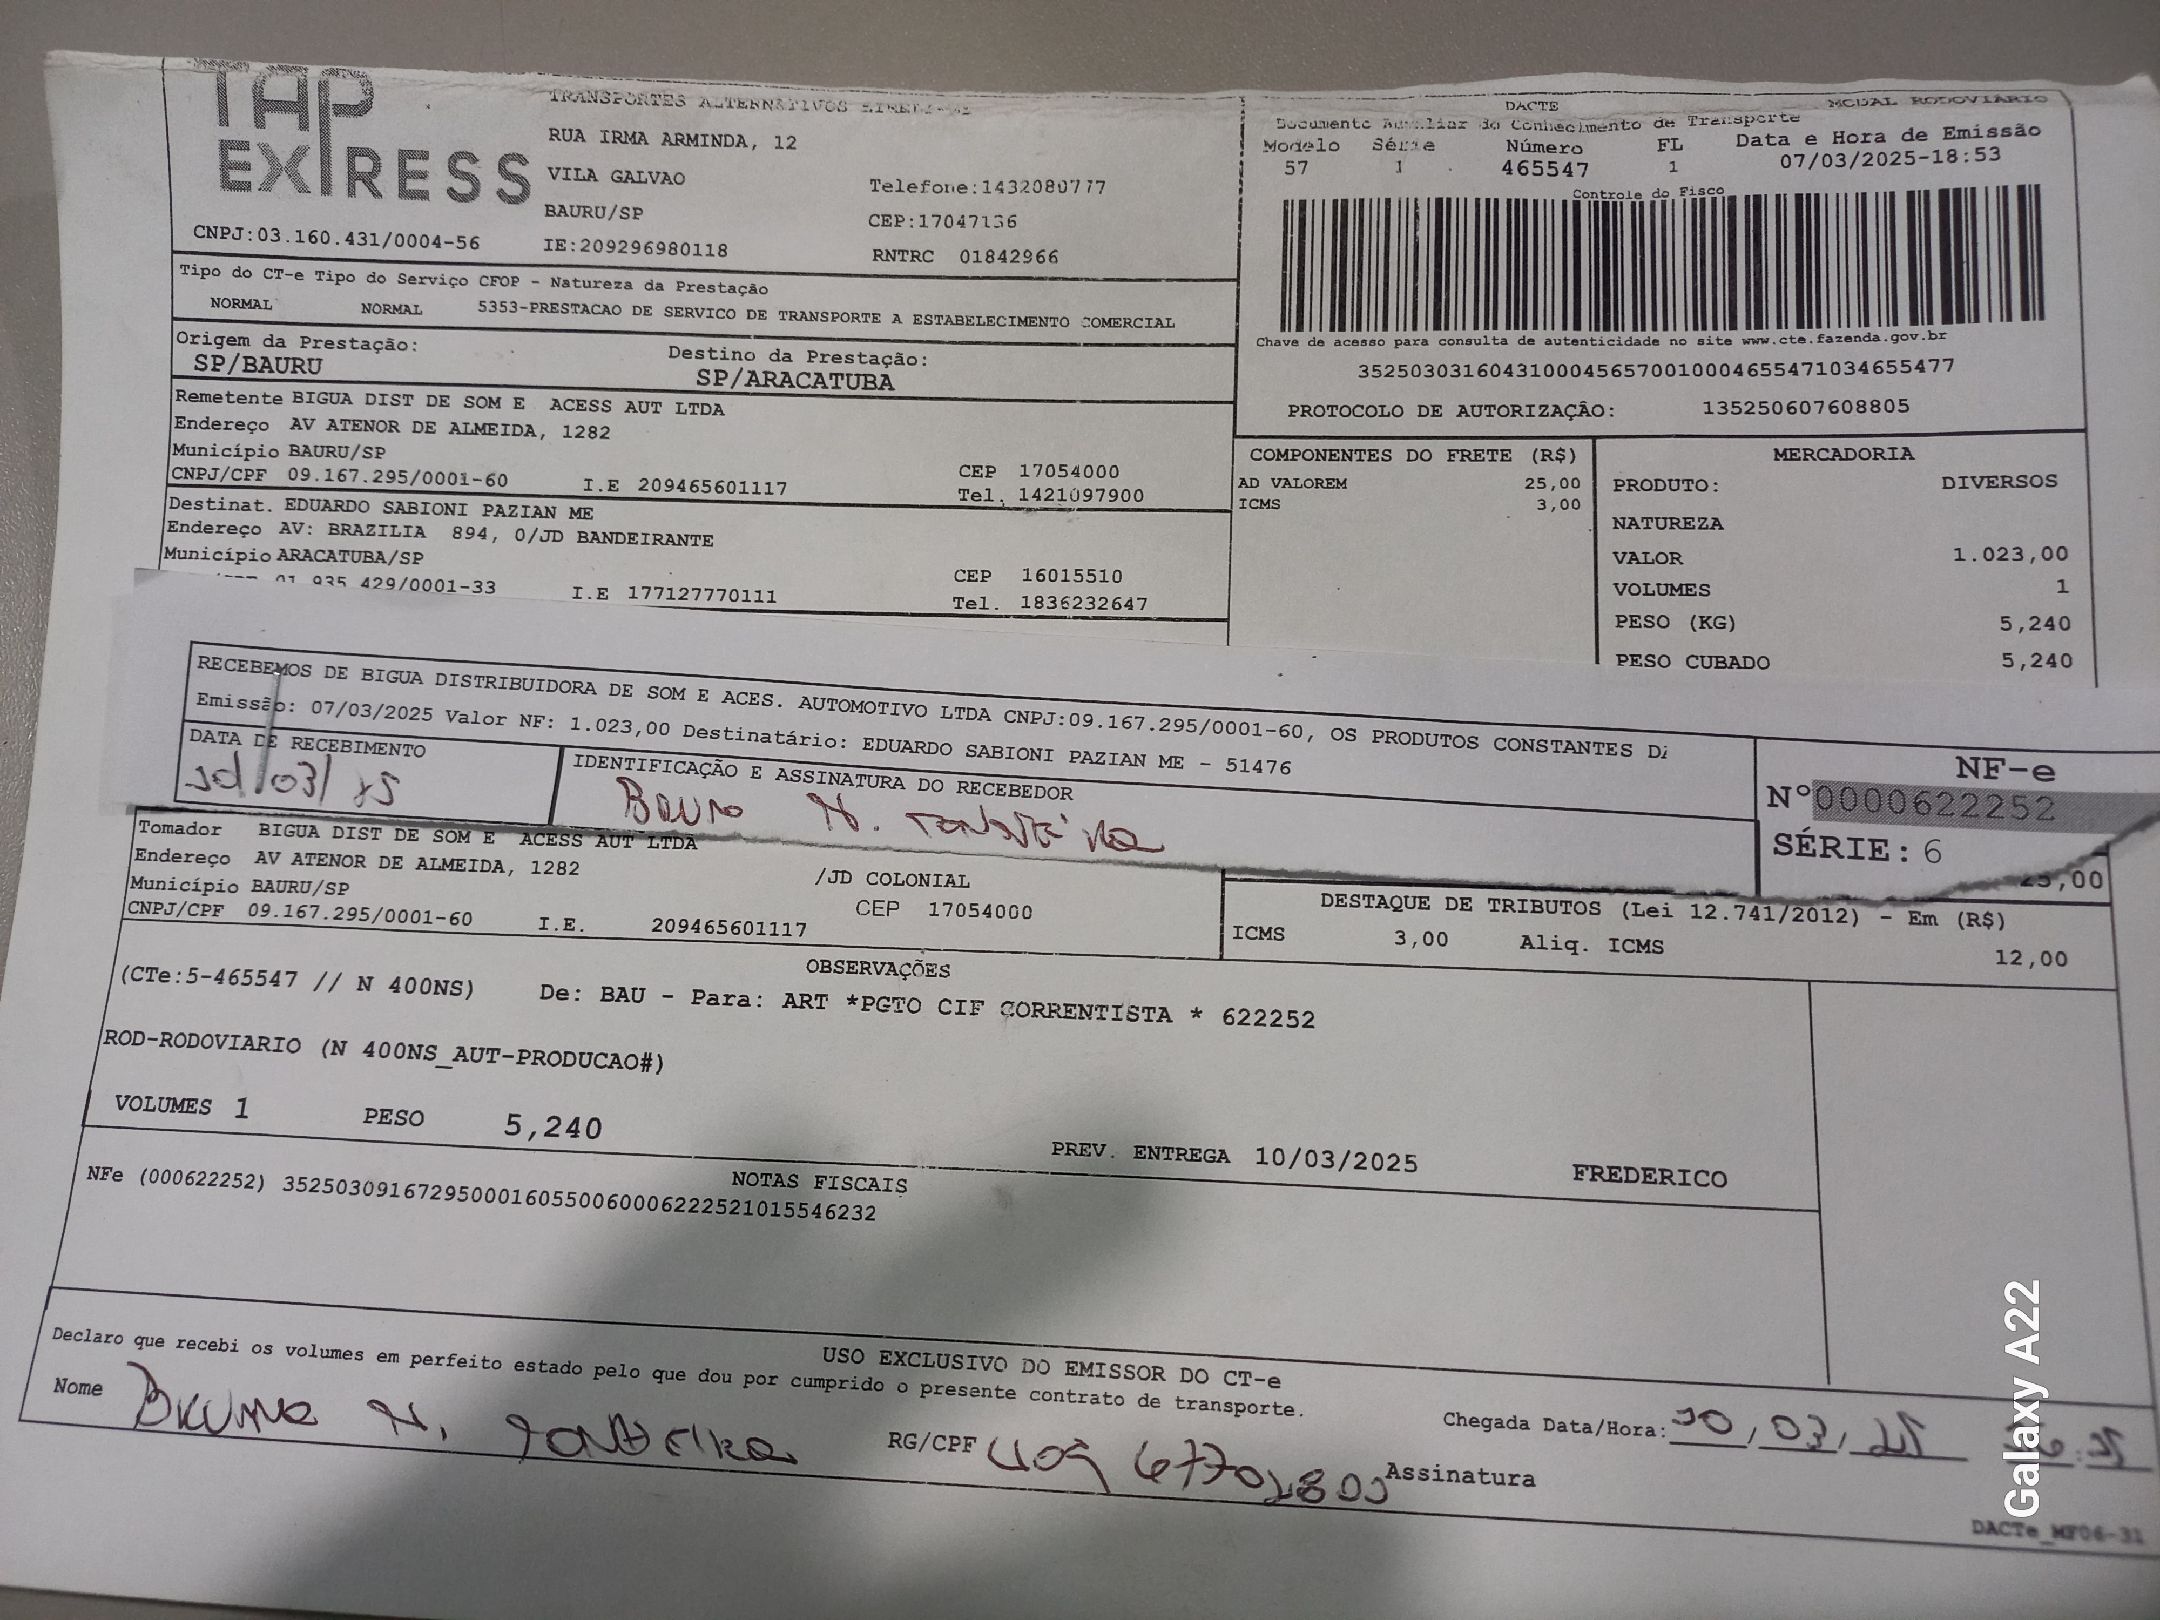 TAP
EXPRESS
CNPJ:03.160.431/0004-56
TRANSPORTES ALTERNATIVOS
RUA IRMA ARMINDA, 12
VILA GALVAO
BAURU/SP
IE:209296980118
Telefone:1432080777
CEP:17047136
RNTRC 01842966
DACTE
MODAL RODOVIARIO
Documento Auxiliar do Conhecimento de Transporte
Modelo Série Número FL Data e Hora de Emissão
57 1 465547 1 07/03/2025-18:53
Controle do Fisco
Chave de acesso para consulta de autenticidade no site www.cte.fazenda.gov.br
35250303160431000456570010004655471034655477
PROTOCOLO DE AUTORIZAÇÃO: 135250607608805
Tipo do CT-e Tipo do Serviço CFOP - Natureza da Prestação
NORMAL NORMAL 5353-PRESTACAO DE SERVICO DE TRANSPORTE A ESTABELECIMENTO COMERCIAL
Origem da Prestação: Destino da Prestação:
SP/BAURU SP/ARACATUBA
Remetente BIGUA DIST DE SOM E ACESS AUT LTDA
Endereço AV ATENOR DE ALMEIDA, 1282
Município BAURU/SP CEP 17054000
CNPJ/CPF 09.167.295/0001-60 I.E 209465601117 Tel. 1421097900
Destinat. EDUARDO SABIONI PAZIAN ME
Endereço AV: BRAZILIA 894, 0/JD BANDEIRANTE
Município ARACATUBA/SP CEP 16015510
01 935 429/0001-33 I.E 177127770111 Tel. 1836232647
COMPONENTES DO FRETE (R$)
AD VALOREM 25,00
ICMS 3,00
MERCADORIA
PRODUTO: DIVERSOS
NATUREZA
VALOR 1.023,00
VOLUMES 1
PESO (KG) 5,240
PESO CUBADO 5,240
RECEBEMOS DE BIGUA DISTRIBUIDORA DE SOM E ACES. AUTOMOTIVO LTDA CNPJ:09.167.295/0001-60, OS PRODUTOS CONSTANTES DA
Emissão: 07/03/2025 Valor NF: 1.023,00 Destinatário: EDUARDO SABIONI PAZIAN ME - 51476
DATA DE RECEBIMENTO
10/03/25
IDENTIFICAÇÃO E ASSINATURA DO RECEBEDOR
Bruno N.
NF-e
Nº0000622252
SÉRIE: 6
25,00
Tomador BIGUA DIST DE SOM E ACESS AUT LTDA
Endereço AV ATENOR DE ALMEIDA, 1282 /JD COLONIAL
Município BAURU/SP CEP 17054000
CNPJ/CPF 09.167.295/0001-60 I.E. 209465601117
DESTAQUE DE TRIBUTOS (Lei 12.741/2012) - Em (R$)
ICMS 3,00 Aliq. ICMS 12,00
OBSERVAÇÕES
(CTe:5-465547 // N 400NS) De: BAU - Para: ART *PGTO CIF CORRENTISTA * 622252
ROD-RODOVIARIO (N 400NS_AUT-PRODUCAO#)
VOLUMES 1 PESO 5,240
PREV. ENTREGA 10/03/2025 FREDERICO
NOTAS FISCAIS
NFe (000622252) 35250309167295000160550060006222521015546232
USO EXCLUSIVO DO EMISSOR DO CT-e
Declaro que recebi os volumes em perfeito estado pelo que dou por cumprido o presente contrato de transporte.
Nome Bruno N.
RG/CPF
Assinatura
Chegada Data/Hora: 10, 03, 25
DACTe_MF06-31
Galaxy A22